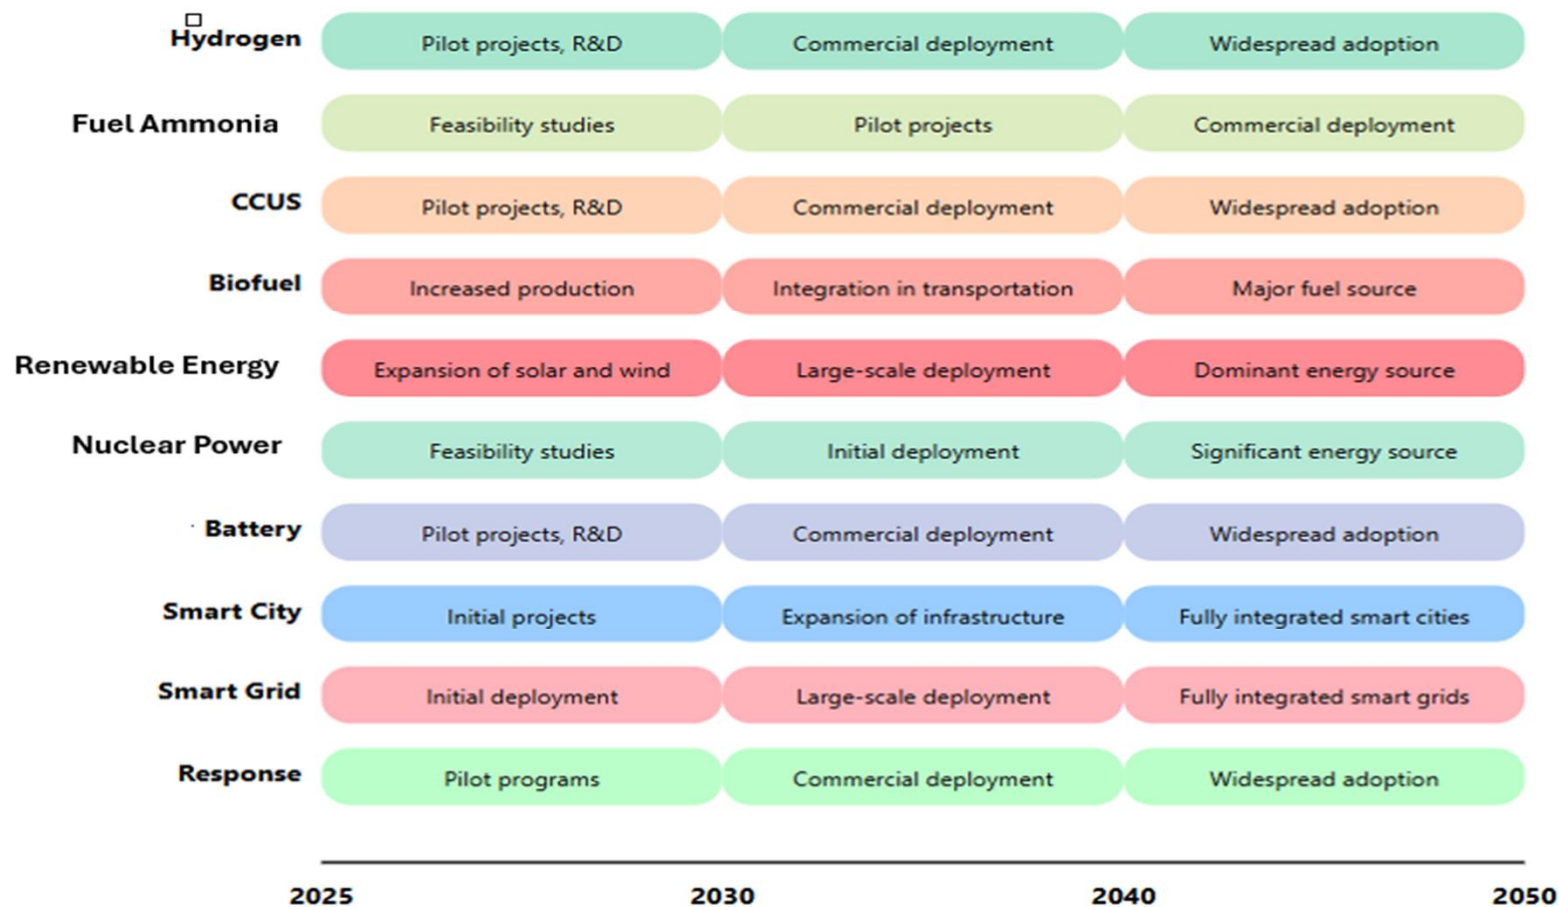 Hydrogen Pilot projects, R&D Commercial deployment Widespread adoption
Fuel Ammonia Feasibility studies Pilot projects Commercial deployment
CCUS Pilot projects, R&D Commercial deployment Widespread adoption
Biofuel Increased production Integration in transportation Major fuel source
Renewable Energy Expansion of solar and wind Large-scale deployment Dominant energy source
Nuclear Power Feasibility studies Initial deployment Significant energy source
Battery Pilot projects, R&D Commercial deployment Widespread adoption
Smart City Initial projects Expansion of infrastructure Fully integrated smart cities
Smart Grid Initial deployment Large-scale deployment Fully integrated smart grids
Response Pilot programs Commercial deployment Widespread adoption
2025 2030 2040 2050